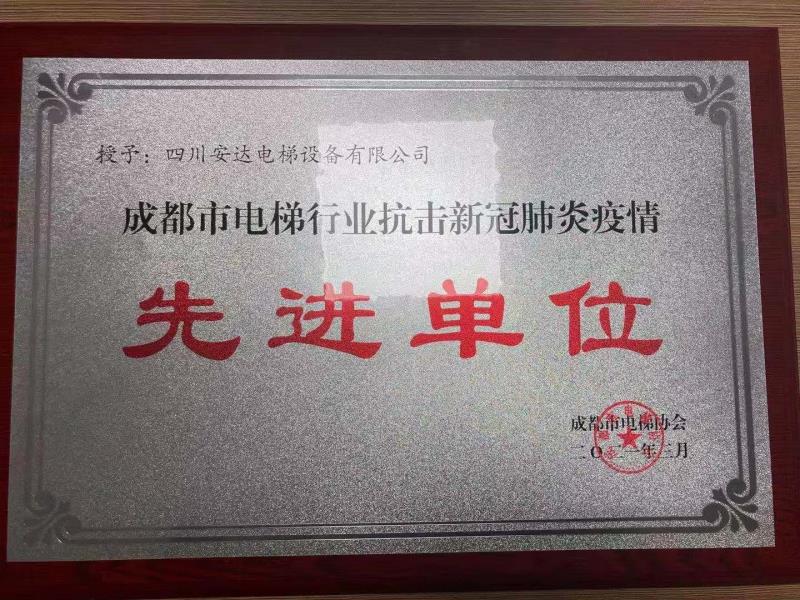 授予：四川安达电梯设备有限公司
成都市电梯行业抗击新冠肺炎疫情
先进单位
成都市电梯协会
二〇二一年三月